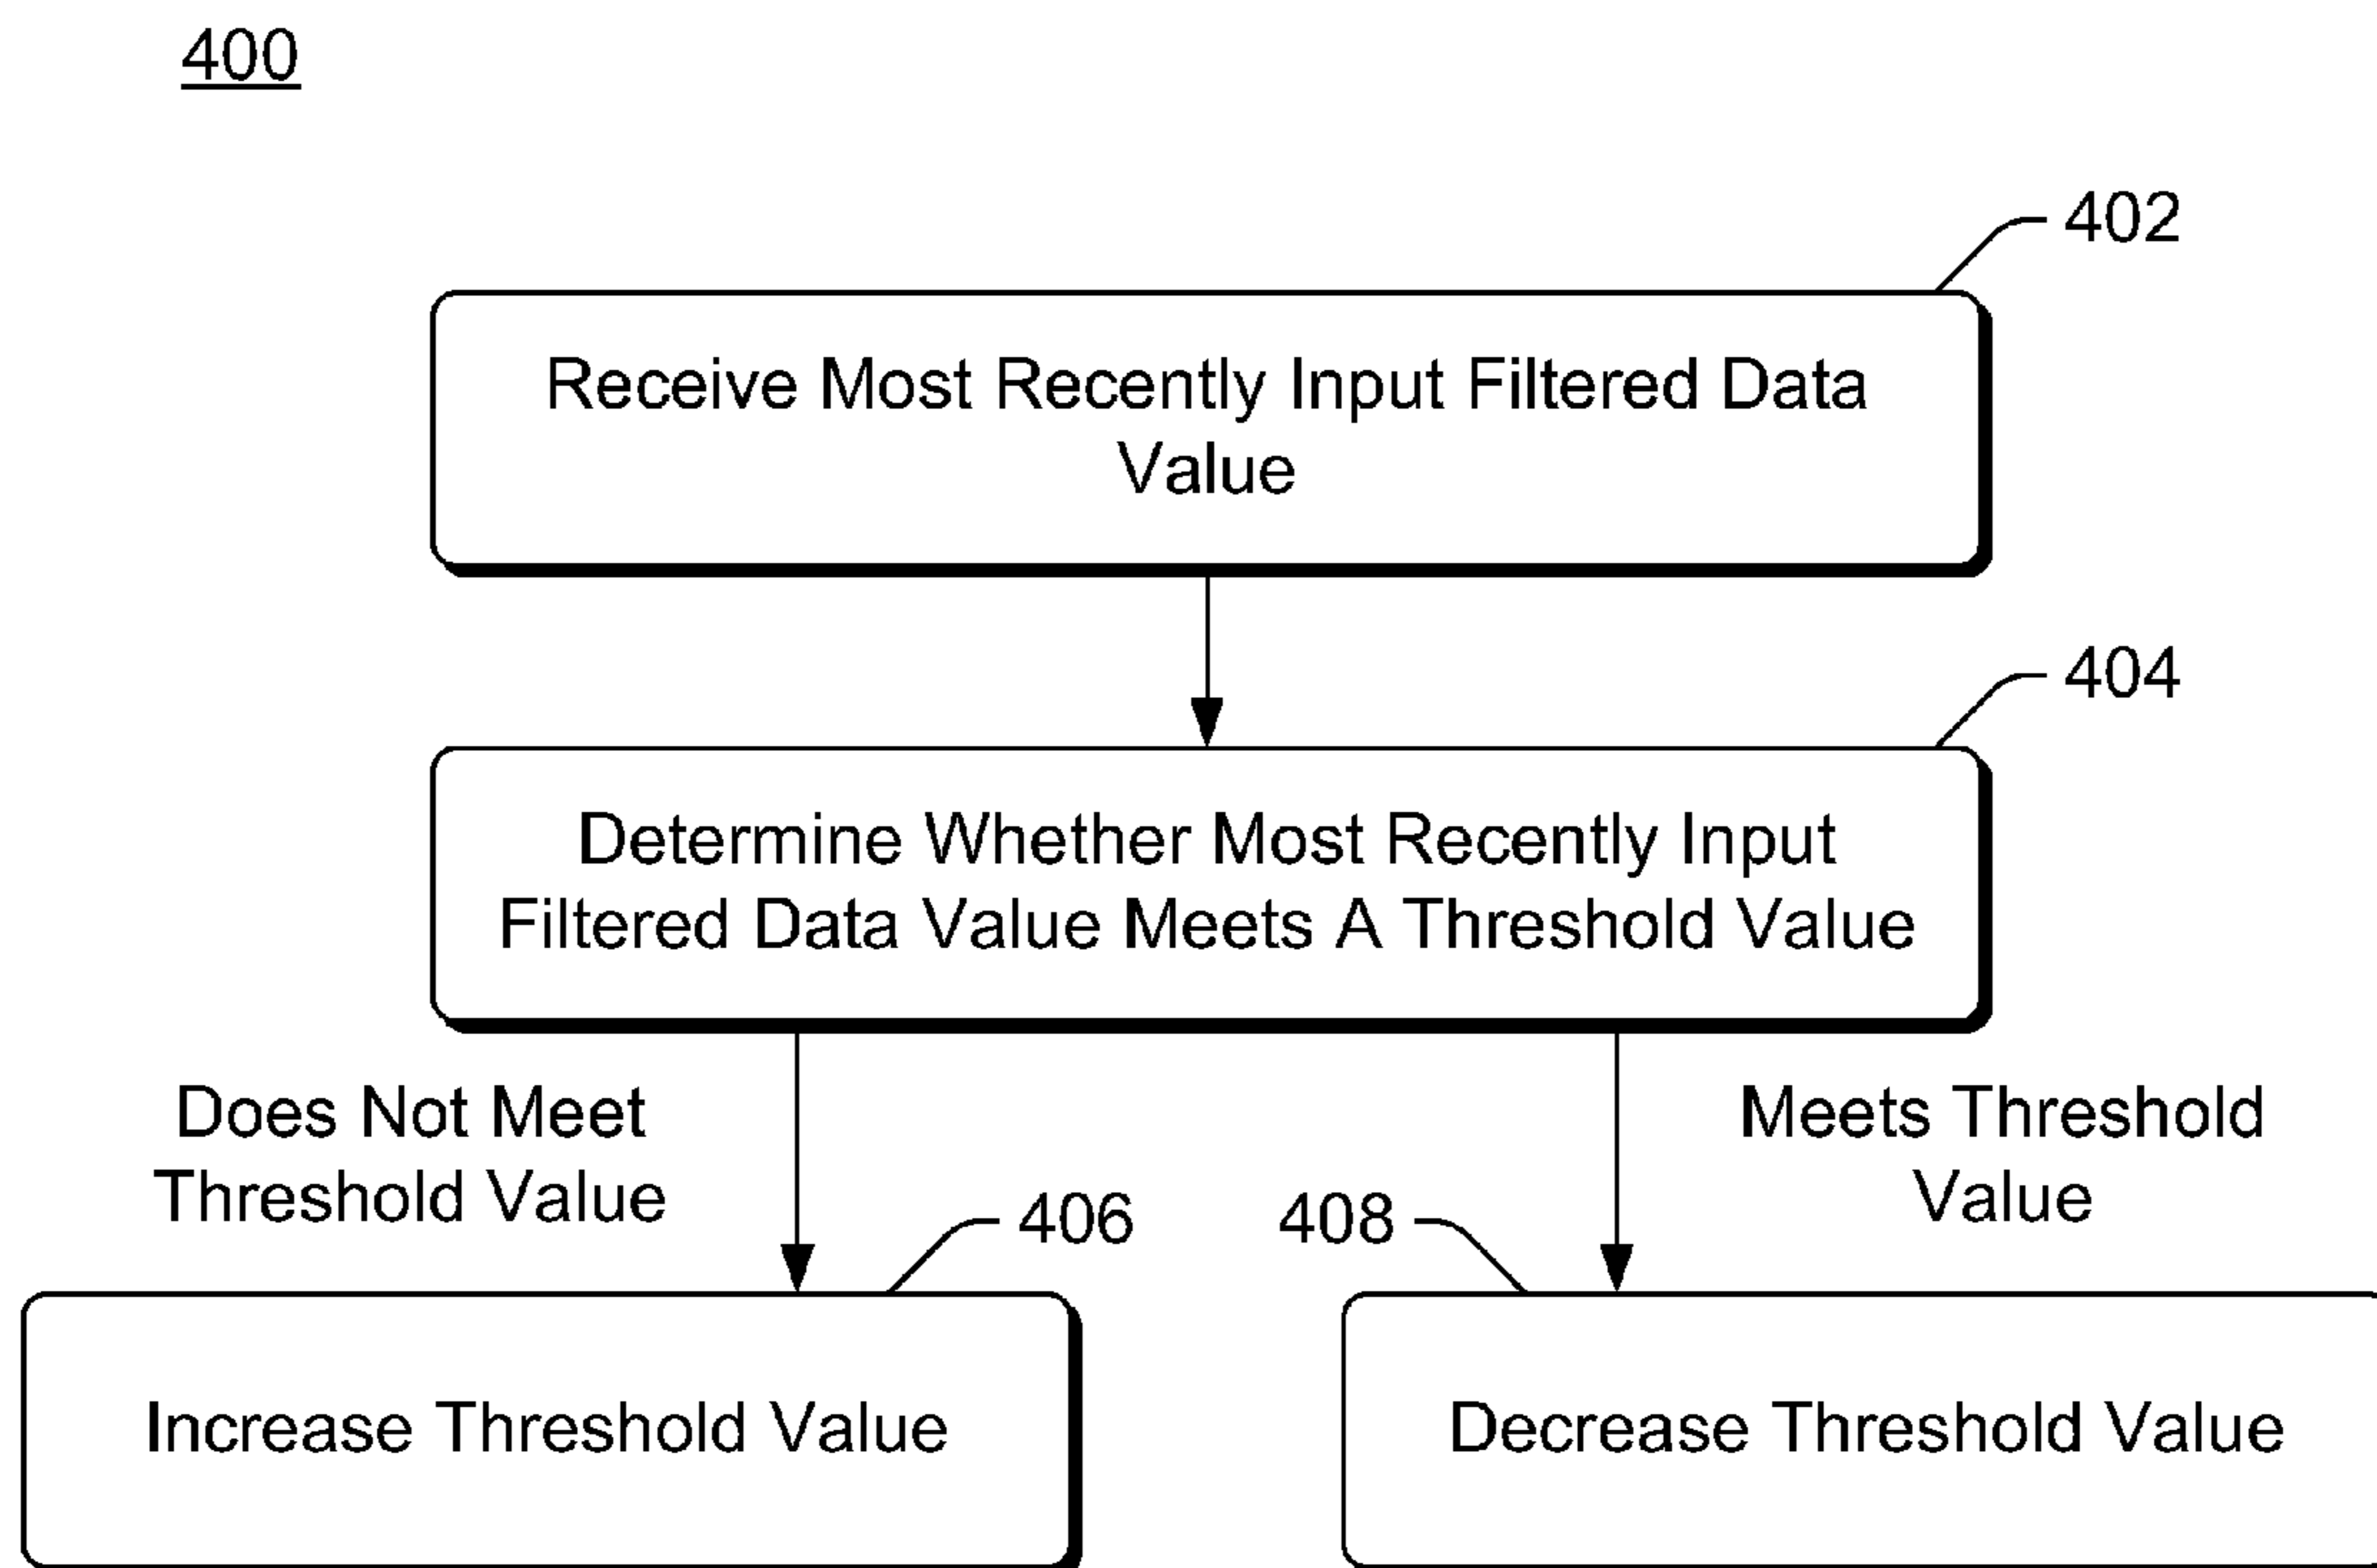 400
402
Receive Most Recently Input Filtered Data
Value
404
Determine Whether Most Recently Input
Filtered Data Value Meets A Threshold Value
Does Not Meet
Threshold Value
Meets Threshold
Value
406
408
Increase Threshold Value
Decrease Threshold Value